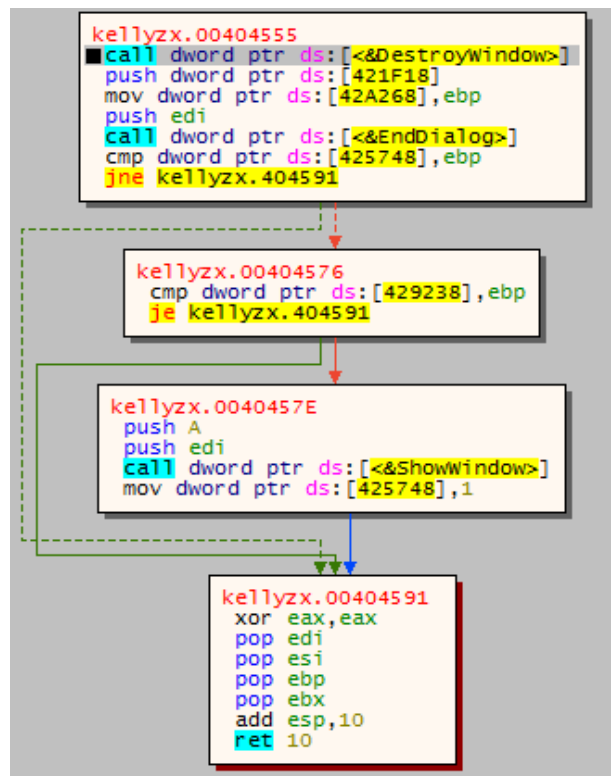 kellyzx.00404555
call dword ptr ds:[<&DestroyWindow>]
push dword ptr ds:[421F18]
mov dword ptr ds:[42A268],ebp
push edi
call dword ptr ds:[<&EndDialog>]
cmp dword ptr ds:[425748],ebp
jne kellyzx.404591
kellyzx.00404576
cmp dword ptr ds:[429238],ebp
je kellyzx.404591
kellyzx.0040457E
push A
push edi
call dword ptr ds:[<&ShowWindow>]
mov dword ptr ds:[425748],1
kellyzx.00404591
xor eax,eax
pop edi
pop esi
pop ebp
pop ebx
add esp,10
ret 10